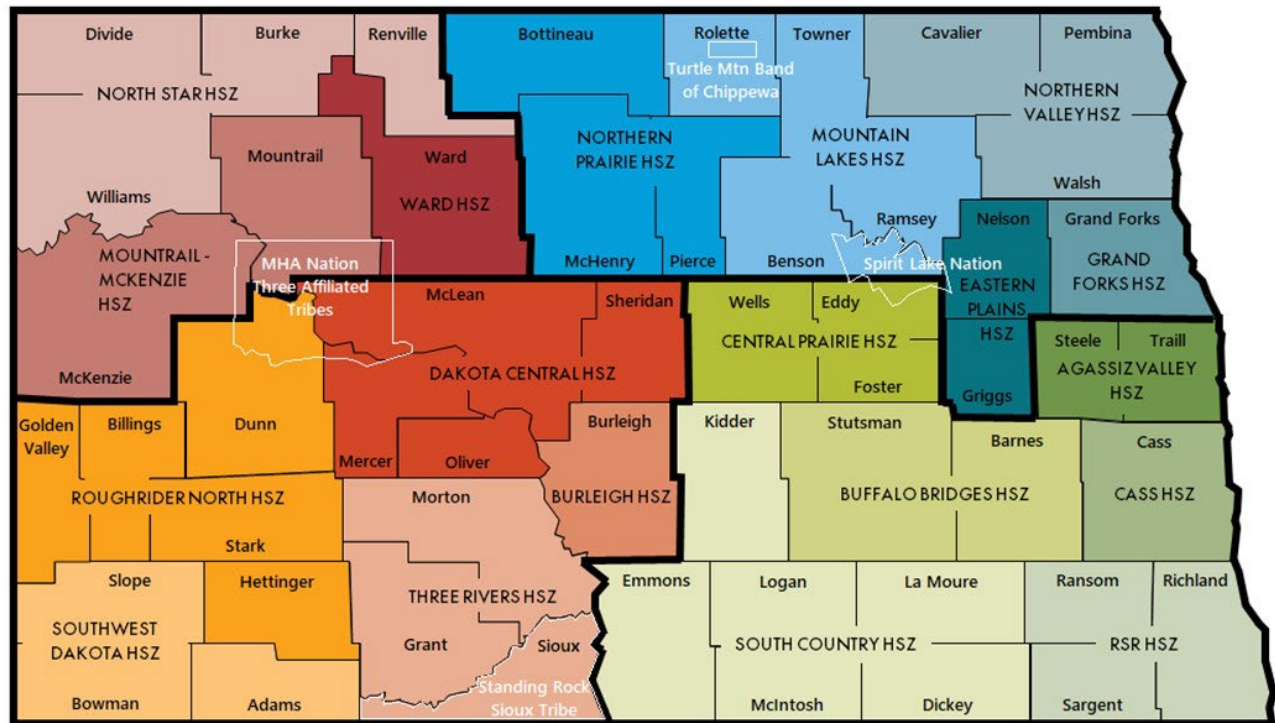 Divide
Burke
Renville
Bottineau
Rolette
Towner
Cavalier
Pembina
Turtle Mtn Band
of Chippewa
NORTH STAR HSZ
NORTHERN
VALLEY HSZ
Mountrail
Ward
NORTHERN
PRAIRIE HSZ
MOUNTAIN
LAKES HSZ
Williams
WARD HSZ
Walsh
Ramsey
Nelson
Grand Forks
MOUNTRAIL -
MCKENZIE
HSZ
MHA Nation
Three Affiliated
Tribes
McHenry
Pierce
Benson
Spirit Lake Nation
GRAND
FORKS HSZ
EASTERN
PLAINS
HSZ
McLean
Sheridan
Wells
Eddy
CENTRAL PRAIRIE HSZ
Steele
Traill
AGASSIZ VALLEY
HSZ
McKenzie
DAKOTA CENTRAL HSZ
Foster
Griggs
Golden
Valley
Billings
Dunn
Mercer
Oliver
Burleigh
Kidder
Stutsman
Barnes
Cass
ROUGHRIDER NORTH HSZ
Morton
BURLEIGH HSZ
BUFFALO BRIDGES HSZ
CASS HSZ
Stark
Slope
Hettinger
THREE RIVERS HSZ
Emmons
Logan
La Moure
Ransom
Richland
SOUTHWEST
DAKOTA HSZ
Grant
Sioux
SOUTH COUNTRY HSZ
RSR HSZ
Bowman
Adams
Standing Rock
Sioux Tribe
McIntosh
Dickey
Sargent